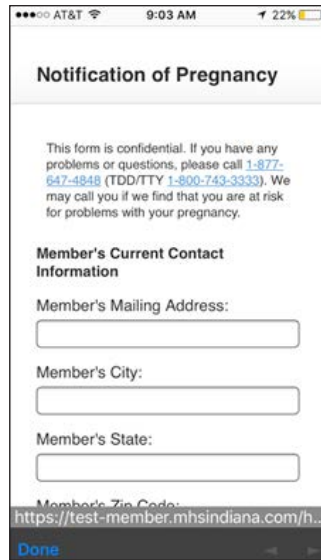 AT&T 9:03 AM 22%
Notification of Pregnancy
This form is confidential. If you have any
problems or questions, please call 1-877-
647-4848 (TDD/TTY 1-800-743-3333). We
may call you if we find that you are at risk
for problems with your pregnancy.
Member's Current Contact
Information
Member's Mailing Address:
Member's City:
Member's State:
Member's Zip Code:
https://test-member.mhsindiana.com/h...
Done